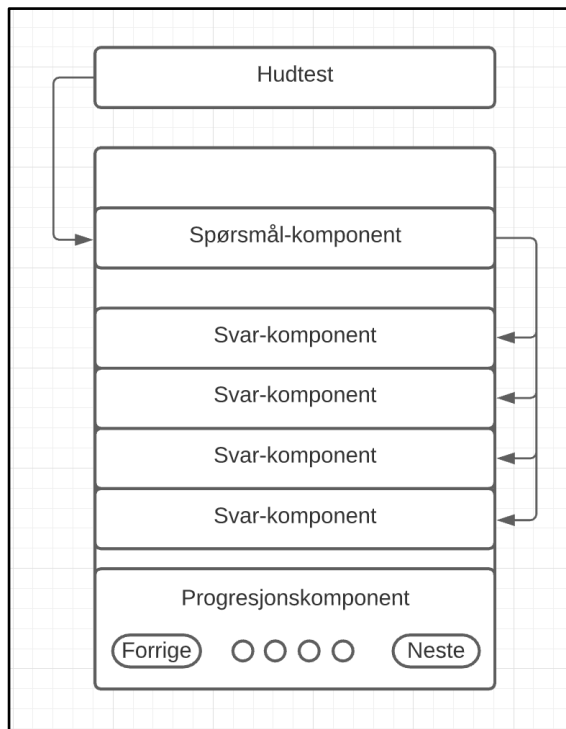 Hudtest
Spørsmål-komponent
Svar-komponent
Svar-komponent
Svar-komponent
Svar-komponent
Progresjonskomponent
Forrige
Neste